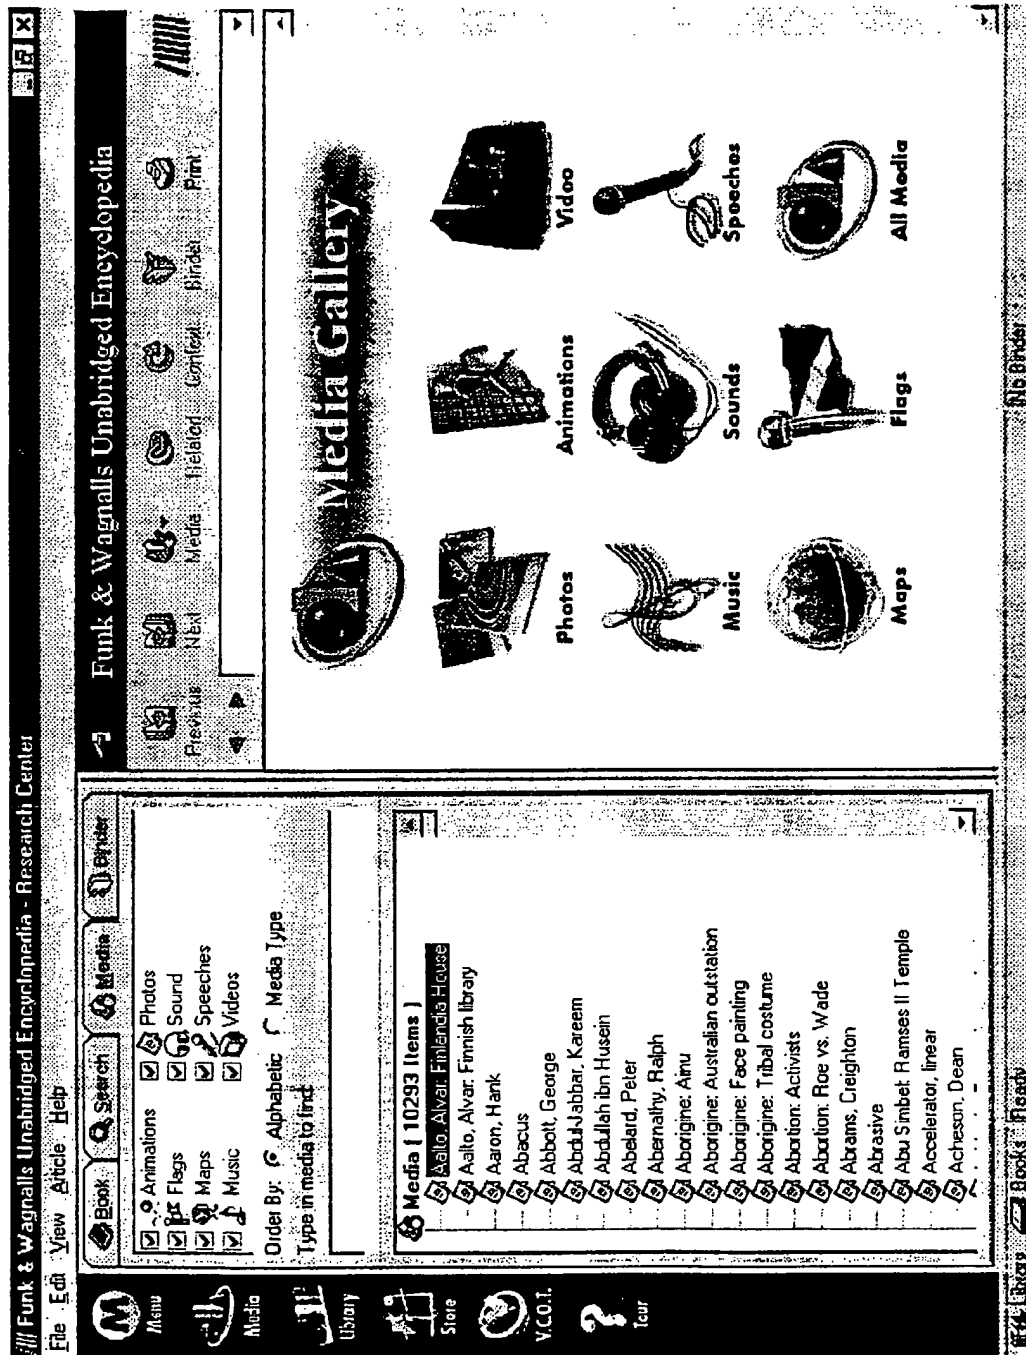 Funk & Wagnalls Unabridged Encyclopedia - Research Center
File Edit View Article Help
Menu
Media
Library
Store
V.C.O.T.
Tour
Book Search Media Binder
Animations Photos
Flags Sound
Maps Speeches
Music Videos
Order By: Alphabetic Media Type
Type in media to find:
Media ( 10293 Items )
Aalto, Alvar: Finlandia House
Aalto, Alvar: Finnish library
Aaron, Hank
Abacus
Abbott, George
Abdul-Jabbar, Kareem
Abdullah ibn Husein
Abelard, Peter
Abernathy, Ralph
Aborigine: Ainu
Aborigine: Australian outstation
Aborigine: Face painting
Aborigine: Tribal costume
Abortion: Activists
Abortion: Roe vs. Wade
Abrams, Creighton
Abrasive
Abu Simbel: Ramses II Temple
Accelerator, linear
Acheson, Dean
Funk & Wagnalls Unabridged Encyclopedia
Previous Next Media Related Context Binder Print
Media Gallery
Photos Animations Video
Music Sounds Speeches
Maps Flags All Media
Library Books Ready No Binder